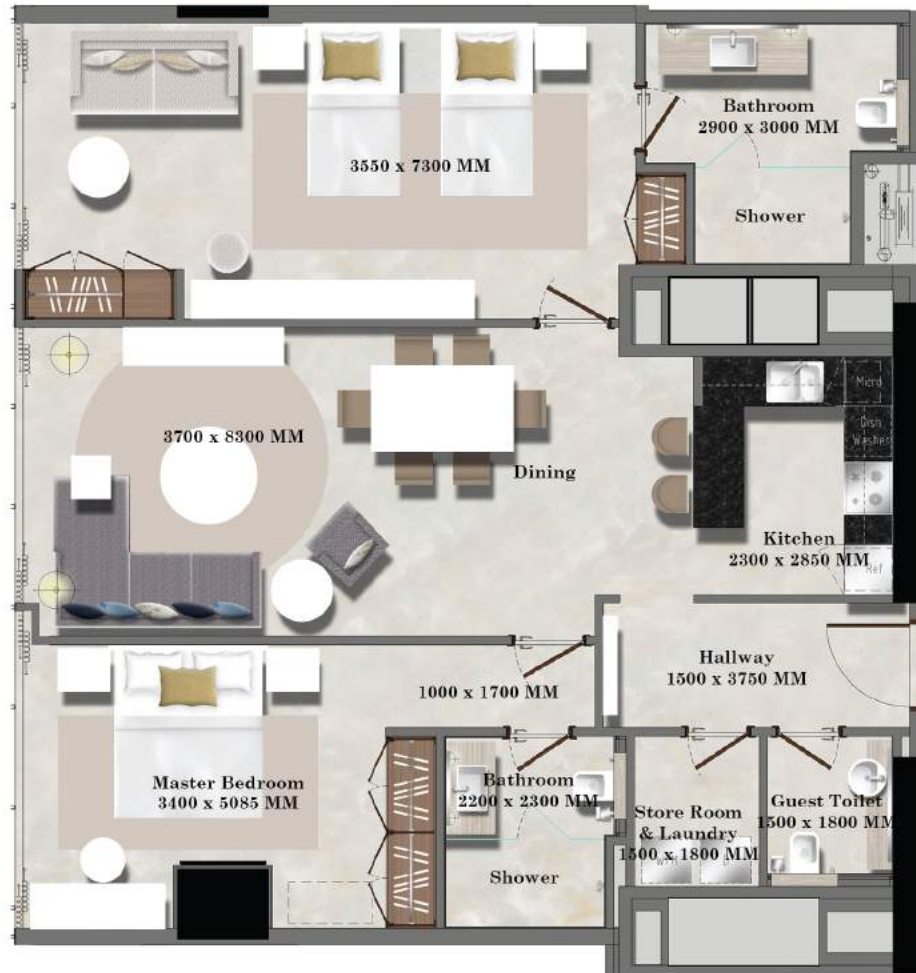 Bathroom
2900 x 3000 MM
3550 x 7300 MM
Shower
Micro
Dish
Washer
3700 x 8300 MM
Dining
Kitchen
2300 x 2850 MM
Ref
Hallway
1500 x 3750 MM
1000 x 1700 MM
Master Bedroom
3400 x 5085 MM
Bathroom
2200 x 2300 MM
Store Room
& Laundry
1500 x 1800 MM
Guest Toilet
1500 x 1800 MM
Shower